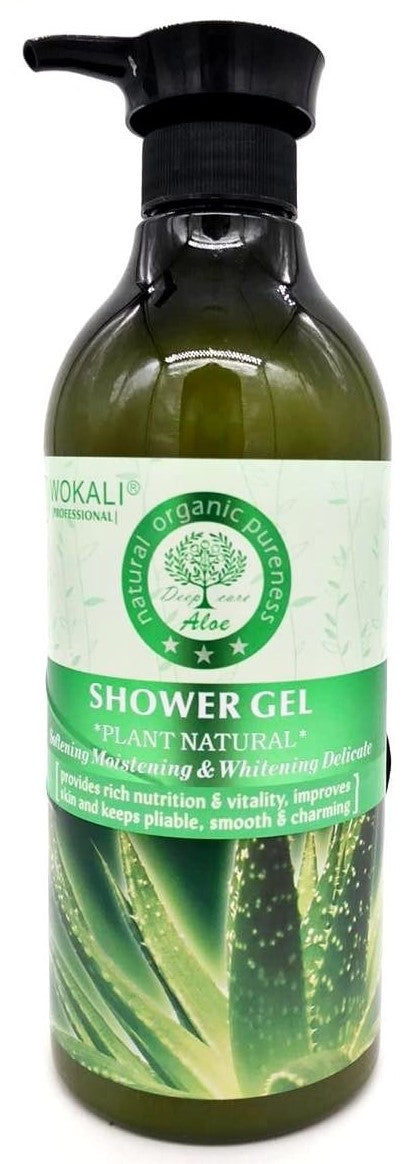 WOKALI®
PROFESSIONAL
natural organic pureness
Deep care
Aloe
SHOWER GEL
*PLANT NATURAL*
Softening Moistening & Whitening Delicate
[provides rich nutrition & vitality, improves
skin and keeps pliable, smooth & charming]